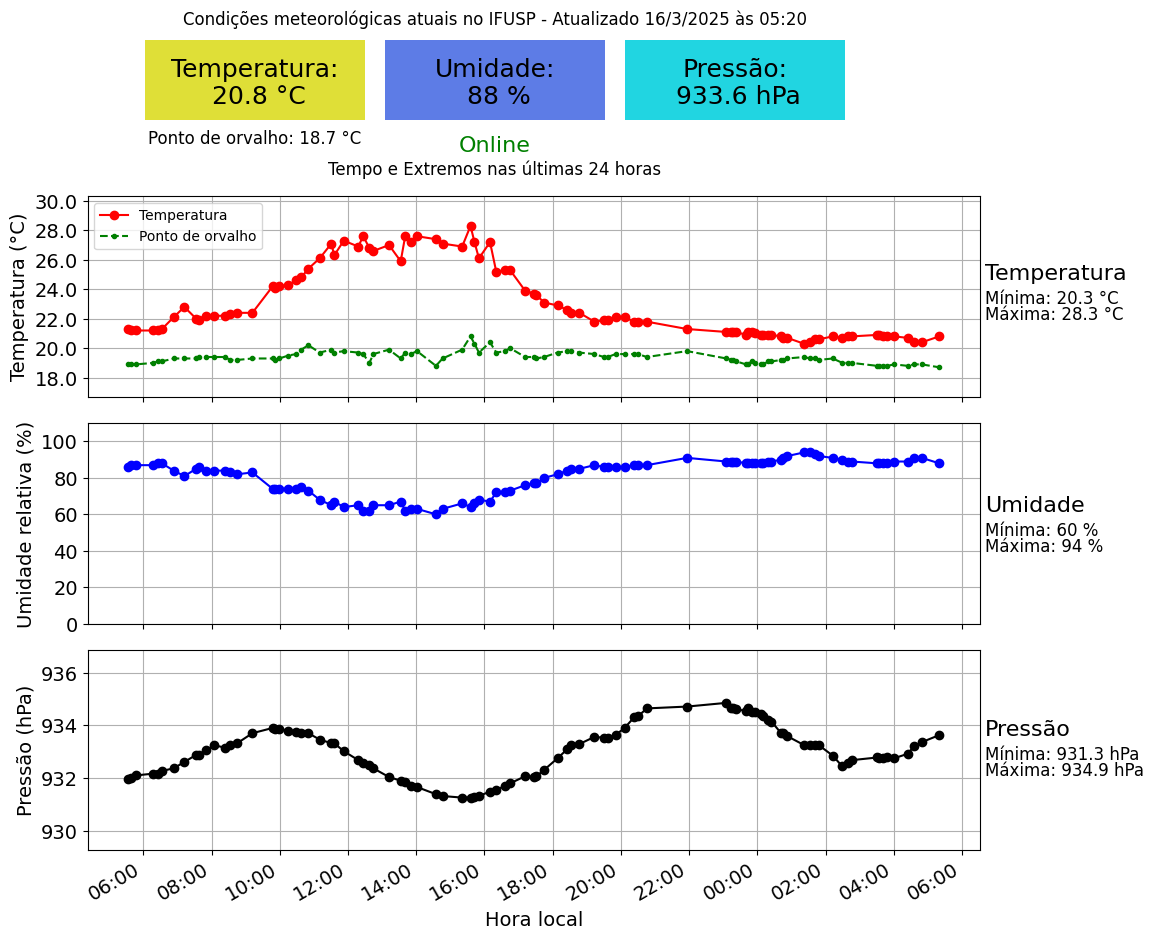 Condições meteorológicas atuais no IFUSP - Atualizado 16/3/2025 às 05:20
Temperatura:
20.8 °C
Umidade:
88 %
Pressão:
933.6 hPa
Ponto de orvalho: 18.7 °C
Online
Tempo e Extremos nas últimas 24 horas
Temperatura (°C)
30.0
28.0
26.0
24.0
22.0
20.0
18.0
Temperatura
Ponto de orvalho
Temperatura
Mínima: 20.3 °C
Máxima: 28.3 °C
Umidade relativa (%)
100
80
60
40
20
0
Umidade
Mínima: 60 %
Máxima: 94 %
Pressão (hPa)
936
934
932
930
Pressão
Mínima: 931.3 hPa
Máxima: 934.9 hPa
06:00 08:00 10:00 12:00 14:00 16:00 18:00 20:00 22:00 00:00 02:00 04:00 06:00
Hora local